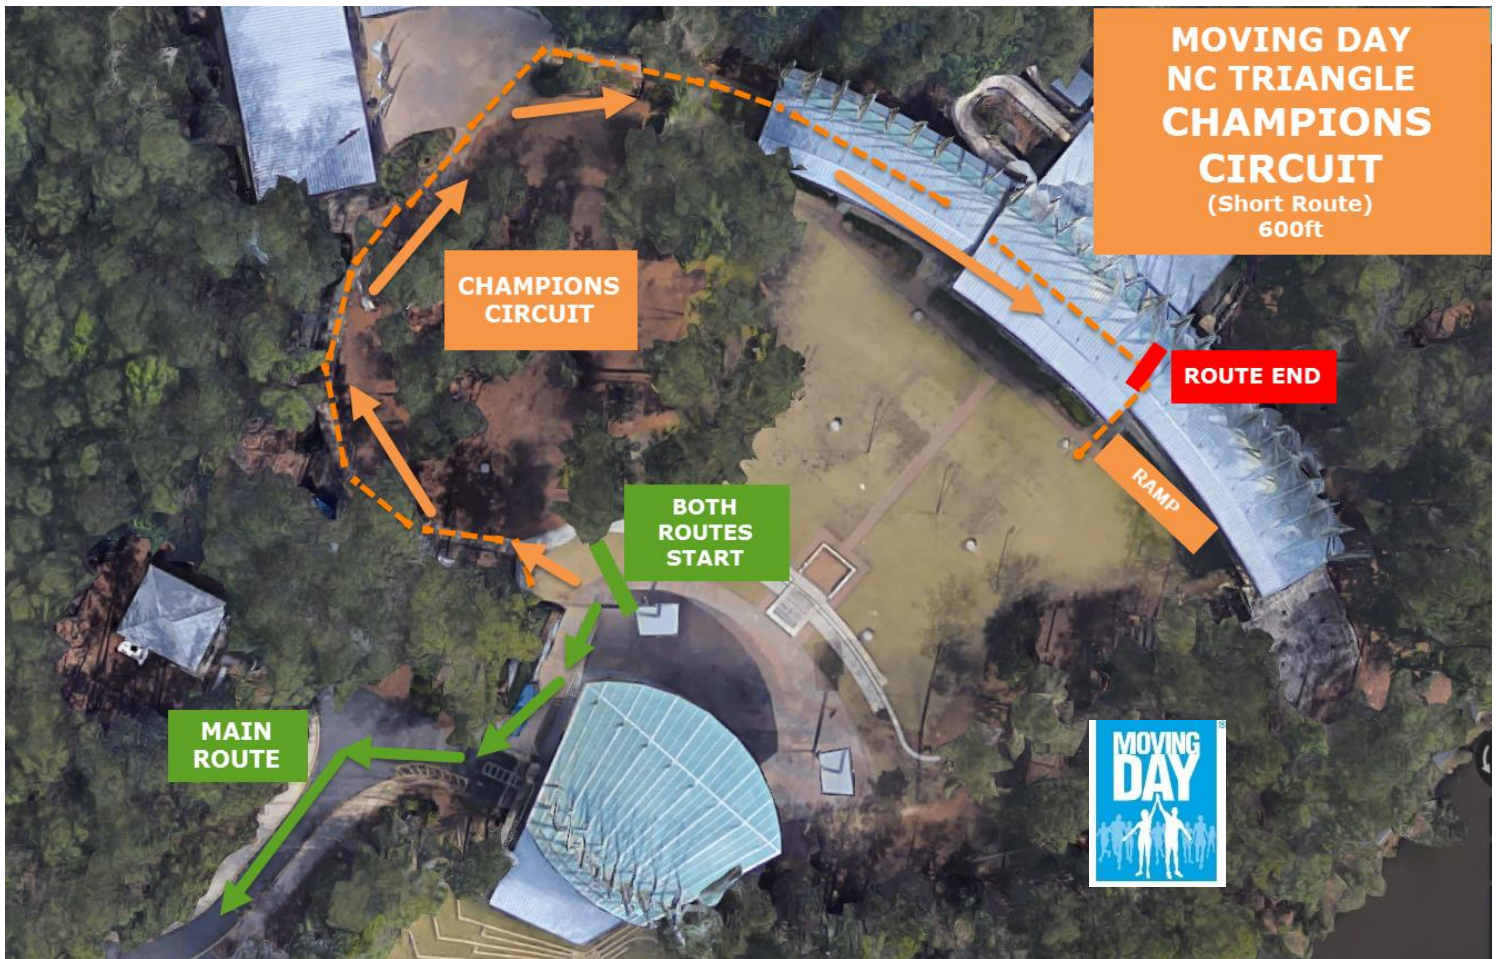 MOVING DAY
NC TRIANGLE
CHAMPIONS
CIRCUIT
(Short Route)
600ft
CHAMPIONS
CIRCUIT
ROUTE END
RAMP
BOTH
ROUTES
START
MAIN
ROUTE
MOVING
DAY
®